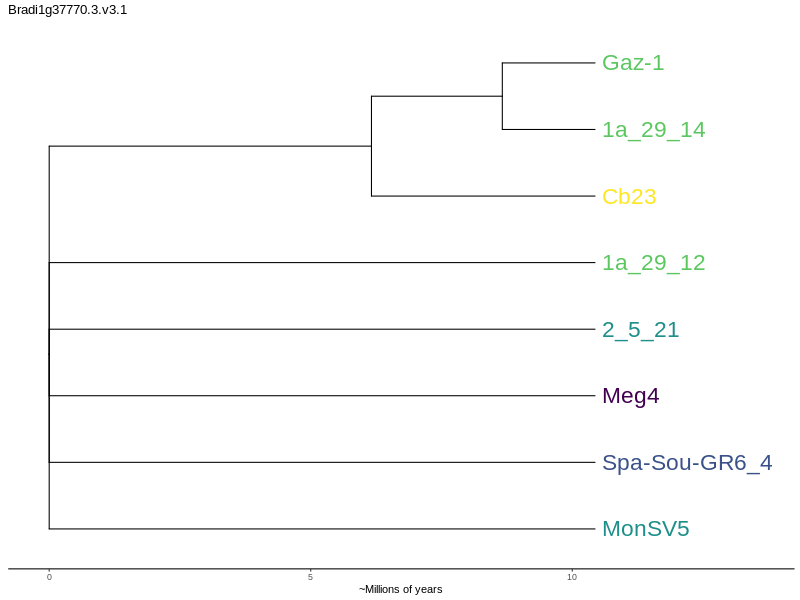 Bradi1g37770.3.v3.1
Gaz-1
1a_29_14
Cb23
1a_29_12
2_5_21
Meg4
Spa-Sou-GR6_4
MonSV5
0 5 10
~Millions of years